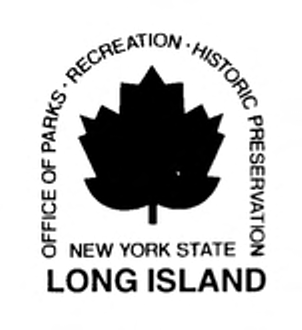 OFFICE OF PARKS · RECREATION · HISTORIC PRESERVATION
NEW YORK STATE
LONG ISLAND